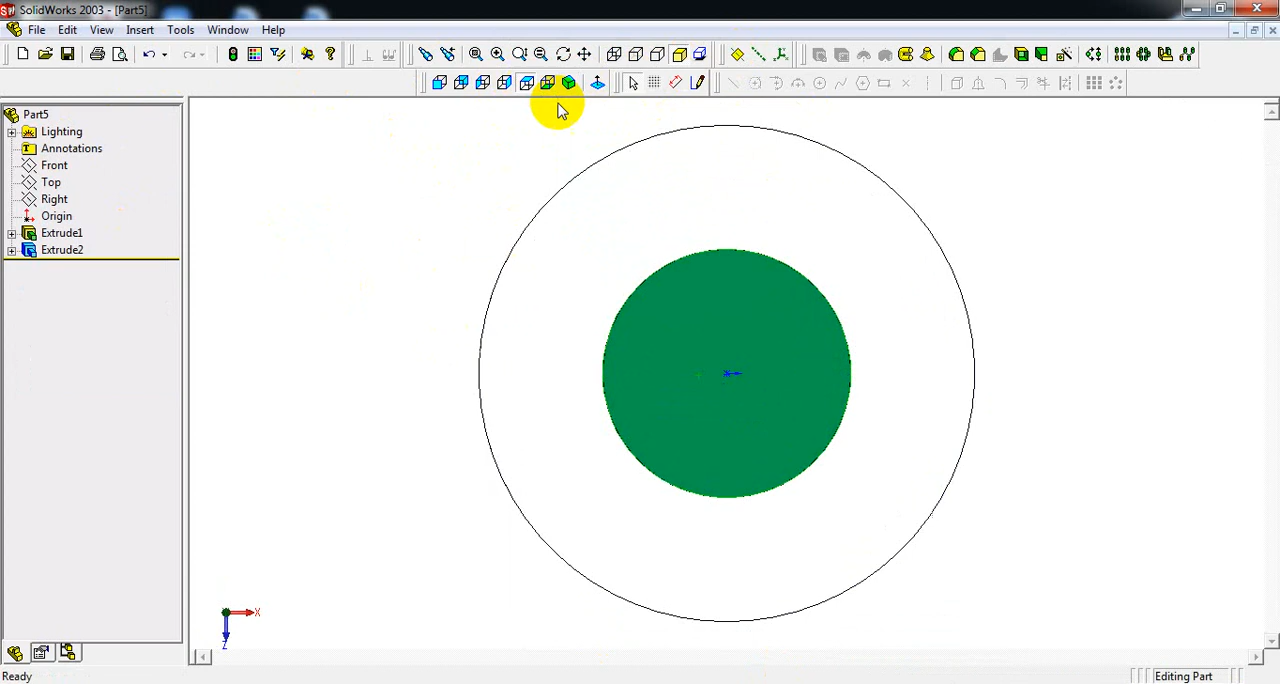 SolidWorks 2003 - [Part5]
File Edit View Insert Tools Window Help
Part5
Lighting
Annotations
Front
Top
Right
Origin
Extrude1
Extrude2
X
Z
Ready
Editing Part